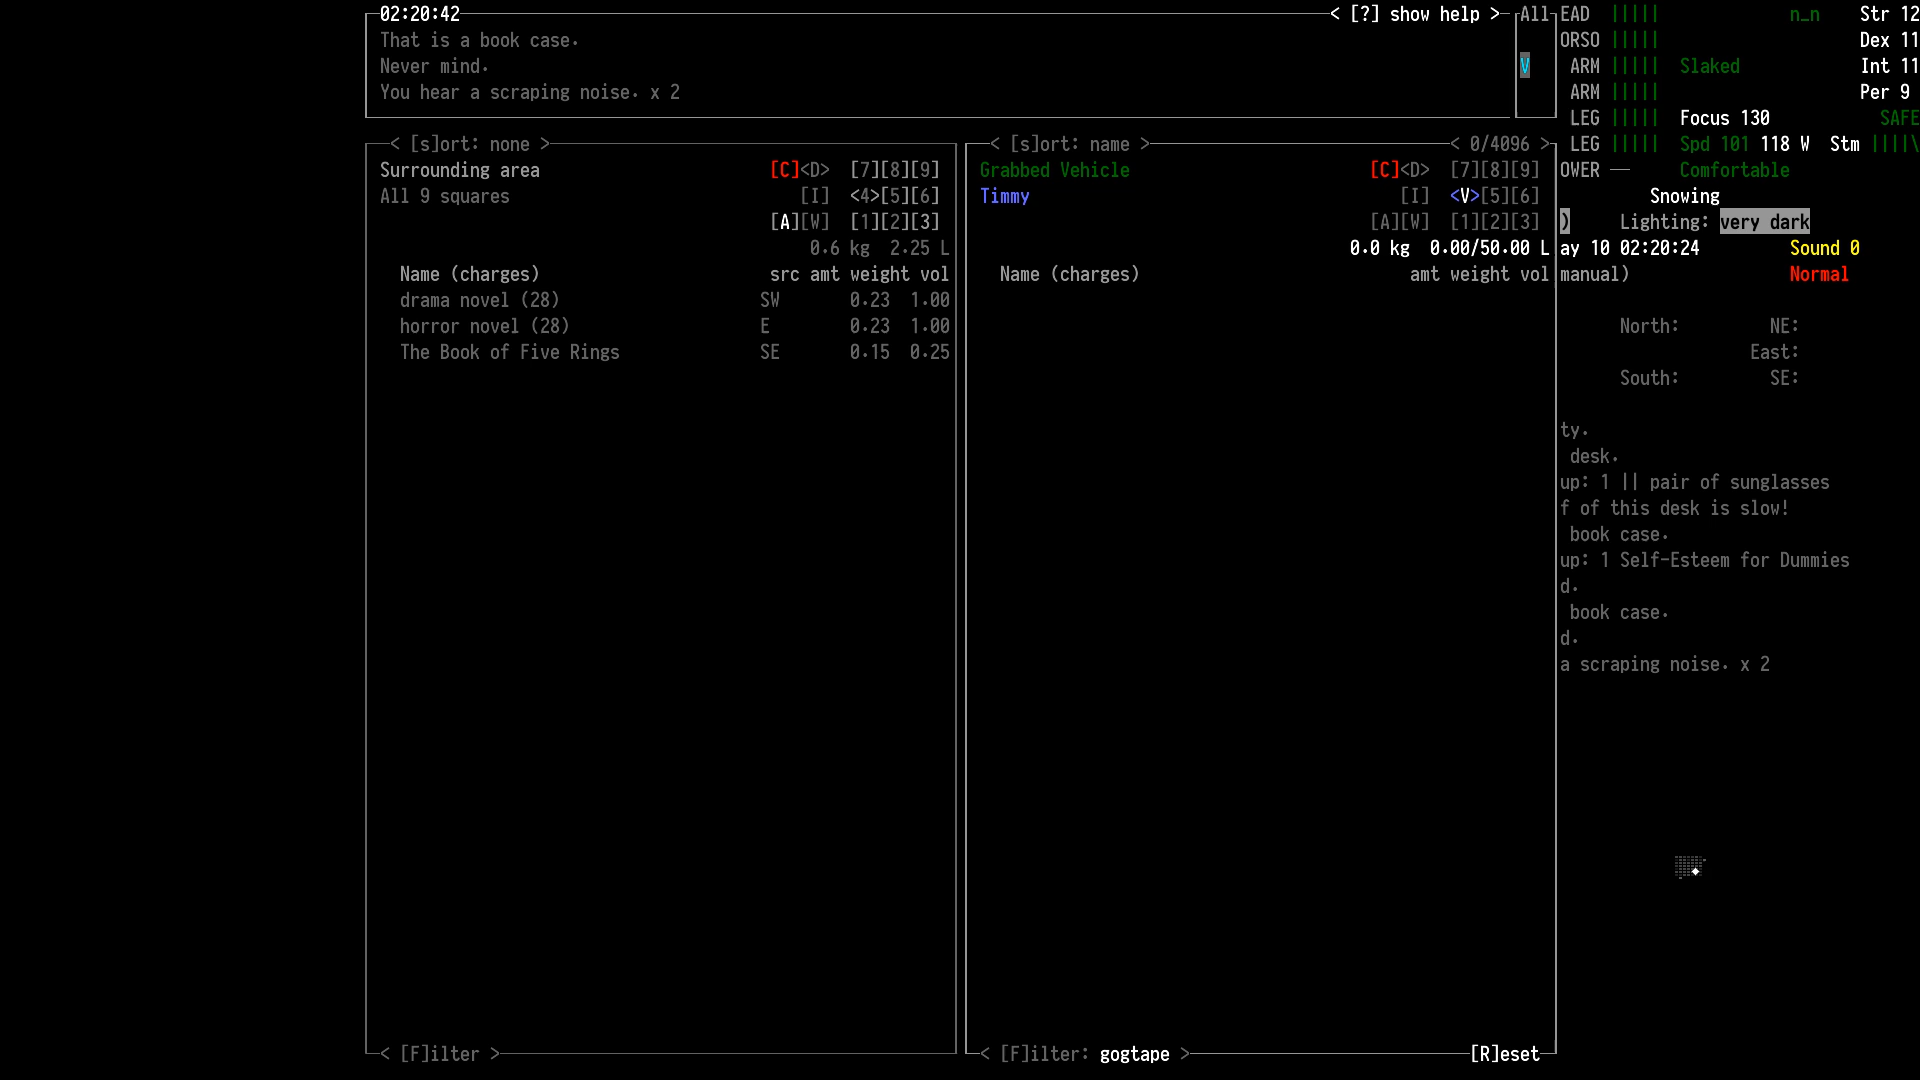 02:20:42 < [?] show help > All EAD ||||| n_n Str 12
That is a book case. ORSO ||||| Dex 11
Never mind. V ARM ||||| Slaked Int 11
You hear a scraping noise. x 2 ARM ||||| Per 9
LEG ||||| Focus 130 SAFE
< [s]ort: none > < [s]ort: name > < 0/4096 > LEG ||||| Spd 101 118 W Stm ||||\
Surrounding area [C]<D> [7][8][9] Grabbed Vehicle [C]<D> [7][8][9] OWER — Comfortable
All 9 squares [I] <4>[5][6] Timmy [I] <V>[5][6] Snowing
[A][W] [1][2][3] [A][W] [1][2][3] ) Lighting: very dark
0.6 kg 2.25 L 0.0 kg 0.00/50.00 L ay 10 02:20:24 Sound 0
Name (charges) src amt weight vol Name (charges) amt weight vol manual) Normal
drama novel (28) SW 0.23 1.00
horror novel (28) E 0.23 1.00 North: NE:
The Book of Five Rings SE 0.15 0.25 East:
South: SE:
ty.
desk.
up: 1 || pair of sunglasses
f of this desk is slow!
book case.
up: 1 Self-Esteem for Dummies
d.
book case.
d.
a scraping noise. x 2
< [F]ilter > < [F]ilter: gogtape > [R]eset